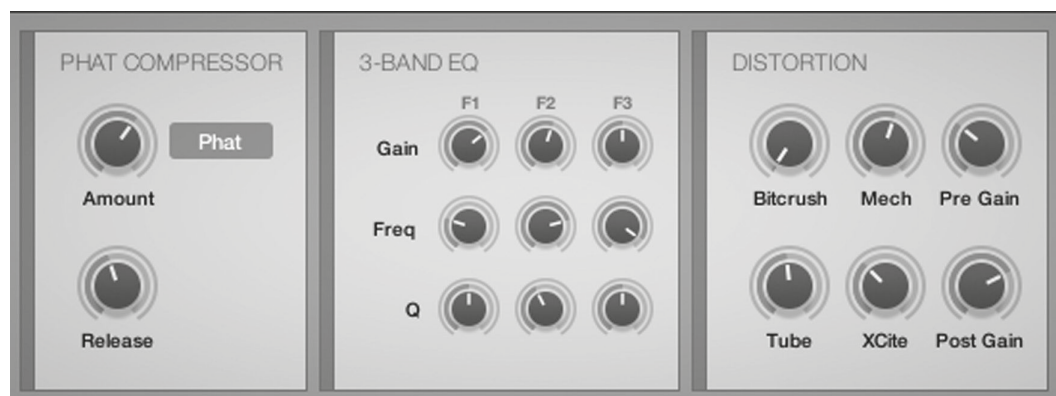 PHAT COMPRESSOR
Phat
Amount
Release
3-BAND EQ
F1 F2 F3
Gain
Freq
Q
DISTORTION
Bitcrush Mech Pre Gain
Tube XCite Post Gain